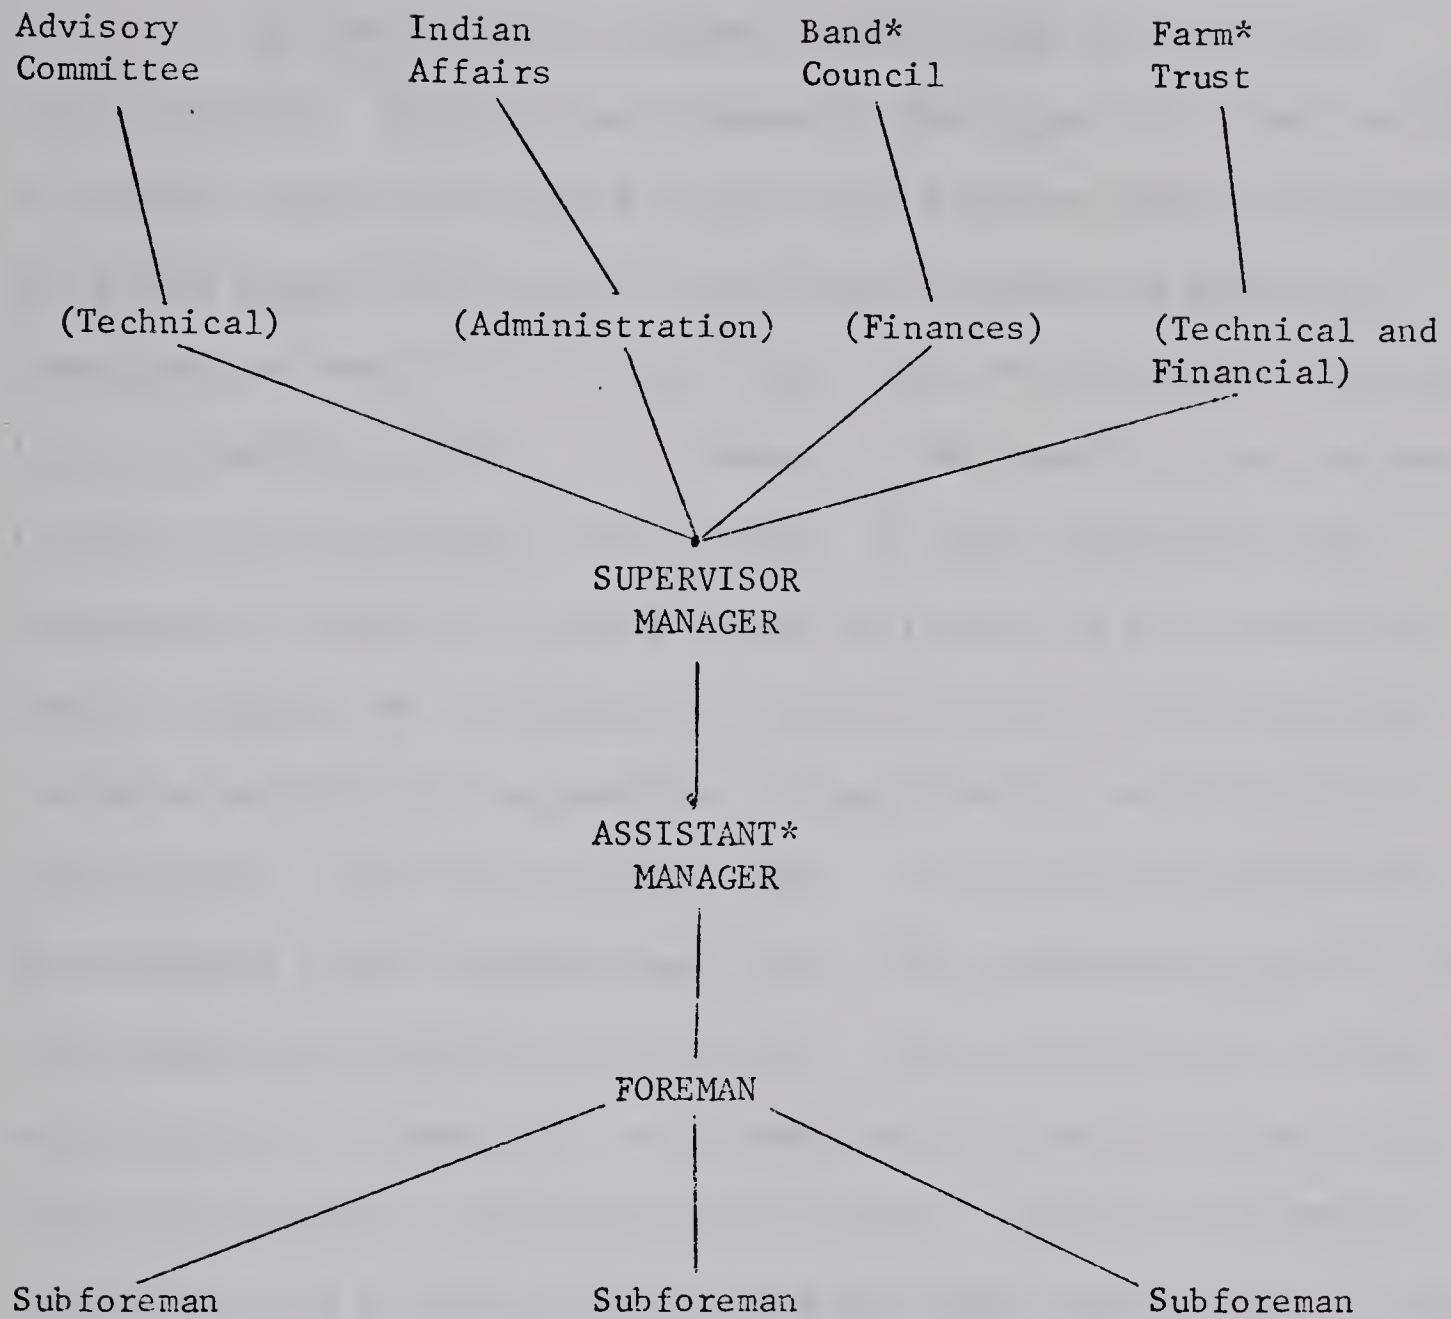 Advisory
Committee
Indian
Affairs
Band*
Council
Farm*
Trust
(Technical)
(Administration)
(Finances)
(Technical and
Financial)
SUPERVISOR
MANAGER
ASSISTANT*
MANAGER
FOREMAN
Subforeman
Subforeman
Subforeman